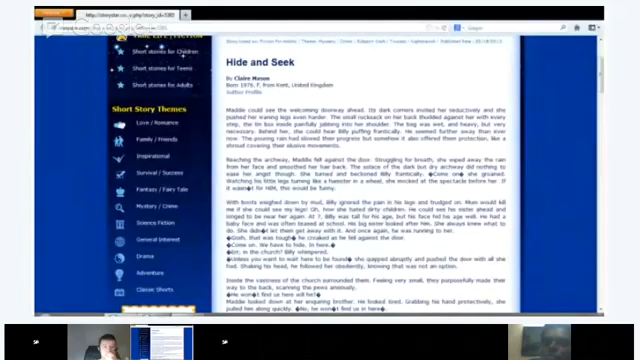 Short stories for Children
Short stories for Teens
Short stories for Adults
Short Story Themes
Love / Romance
Family / Friends
Inspirational
Survival / Success
Fantasy / Fairy Tale
Mystery / Crime
Science Fiction
General Interest
Drama
Adventure
Classic Shorts
Hide and Seek
By Claire Mason
Born 1976, F, from Kent, United Kingdom
Author Profile
Maddie could see the welcoming doorway ahead. Its dark corners invited her seductively and she
pushed her waning legs even harder. The small rucksack on her back thudded against her with every
step, the tin box inside painfully jabbing into her shoulder. The bag was wet, and heavy, but very
necessary. Behind her, she could hear Billy puffing frantically. He seemed further away than ever
now. The pouring rain had slowed their progress but somehow it also offered them protection, like a
shroud covering their elusive movements.
Reaching the archway, Maddie fell against the door. Struggling for breath, she wiped away the rain
from her face and smoothed her hair back. The solace of the dark but dry archway did nothing to
ease her angst though. She turned and beckoned Billy frantically. �Come on� she groaned.
Watching his little legs turning like a hamster in a wheel, she mocked at the spectacle before her. If
it wasn�t for HIM, this would be funny.
With boots weighed down by mud, Billy ignored the pain in his legs and trudged on. Mum would kill
me if she could see my legs! Oh, how she hated dirty children. He could see his sister ahead and
longed to be near her again. At 7, Billy was tall for his age, but his face fed his age well. He had a
baby face and was often teased at school. His big sister looked after him. She always knew what to
do. She didn�t let them get away with it. And once again, he was running to her.
�Gosh, that was tough� he croaked as he fell against the door.
�Come on. We have to hide. In here.�
�Err, in the church? Billy whimpered.
�Unless you want to wait here to be found� she quipped abruptly and pushed the door with all she
had. Shaking his head, he followed her obediently, knowing that was not an option.
Inside the vastness of the church surrounded them. Feeling very small, they purposefully made their
way to the back, scanning the pews anxiously.
�He won�t find us here will he?�
Maddie looked down at her enquiring brother. He looked tired. Grabbing his hand protectively, she
pulled him along quickly. �No, he won�t find us in here�.